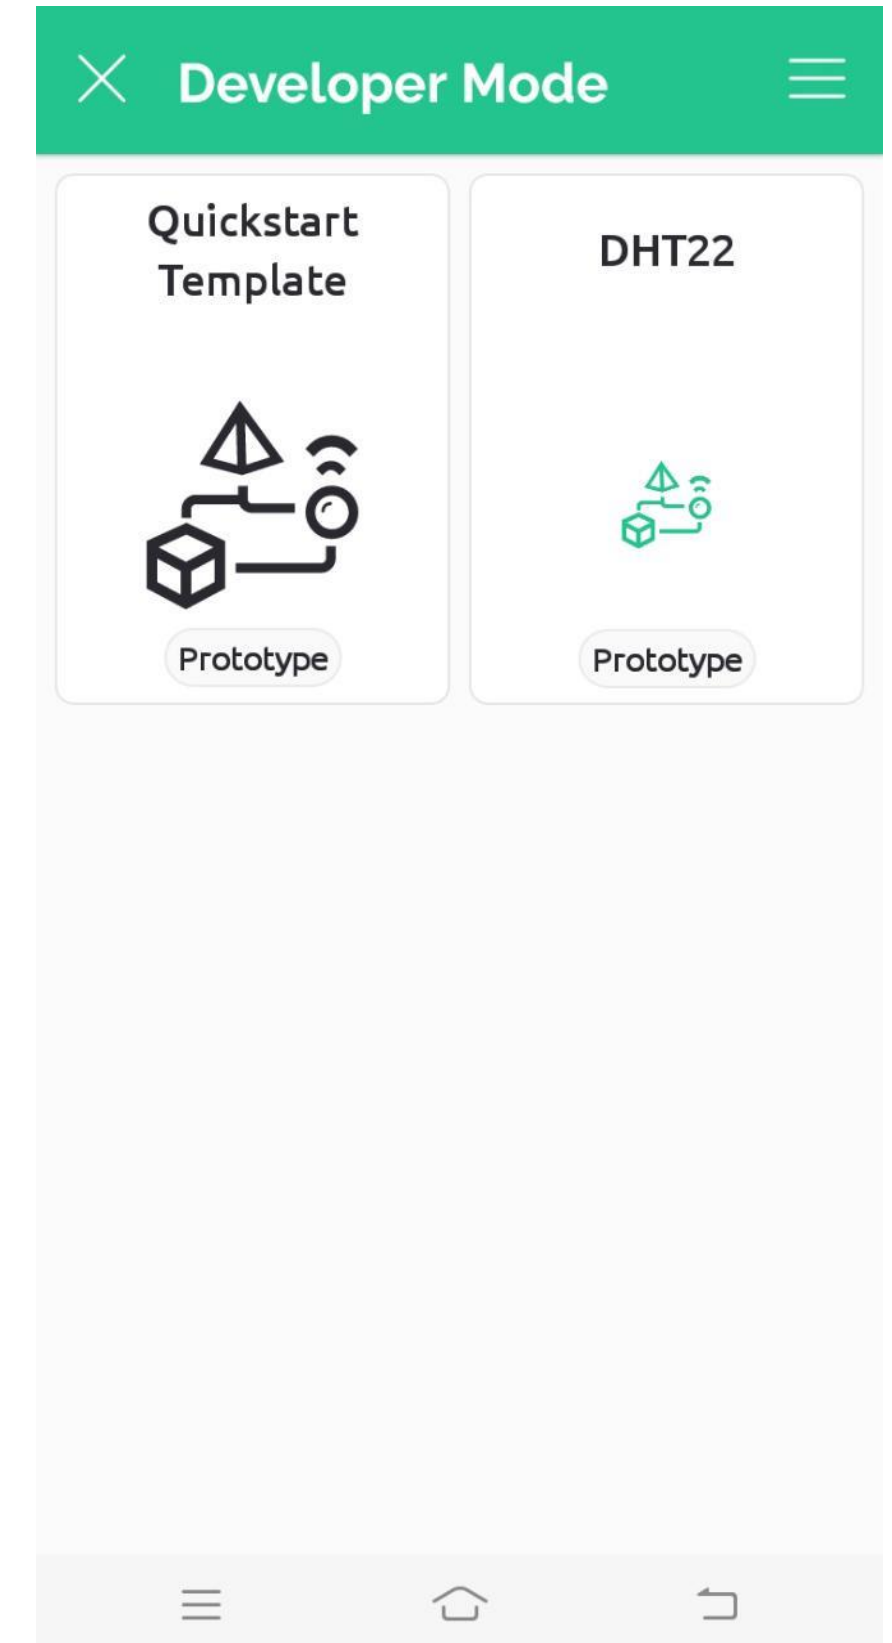 Developer Mode
Quickstart
Template
DHT22
Prototype
Prototype